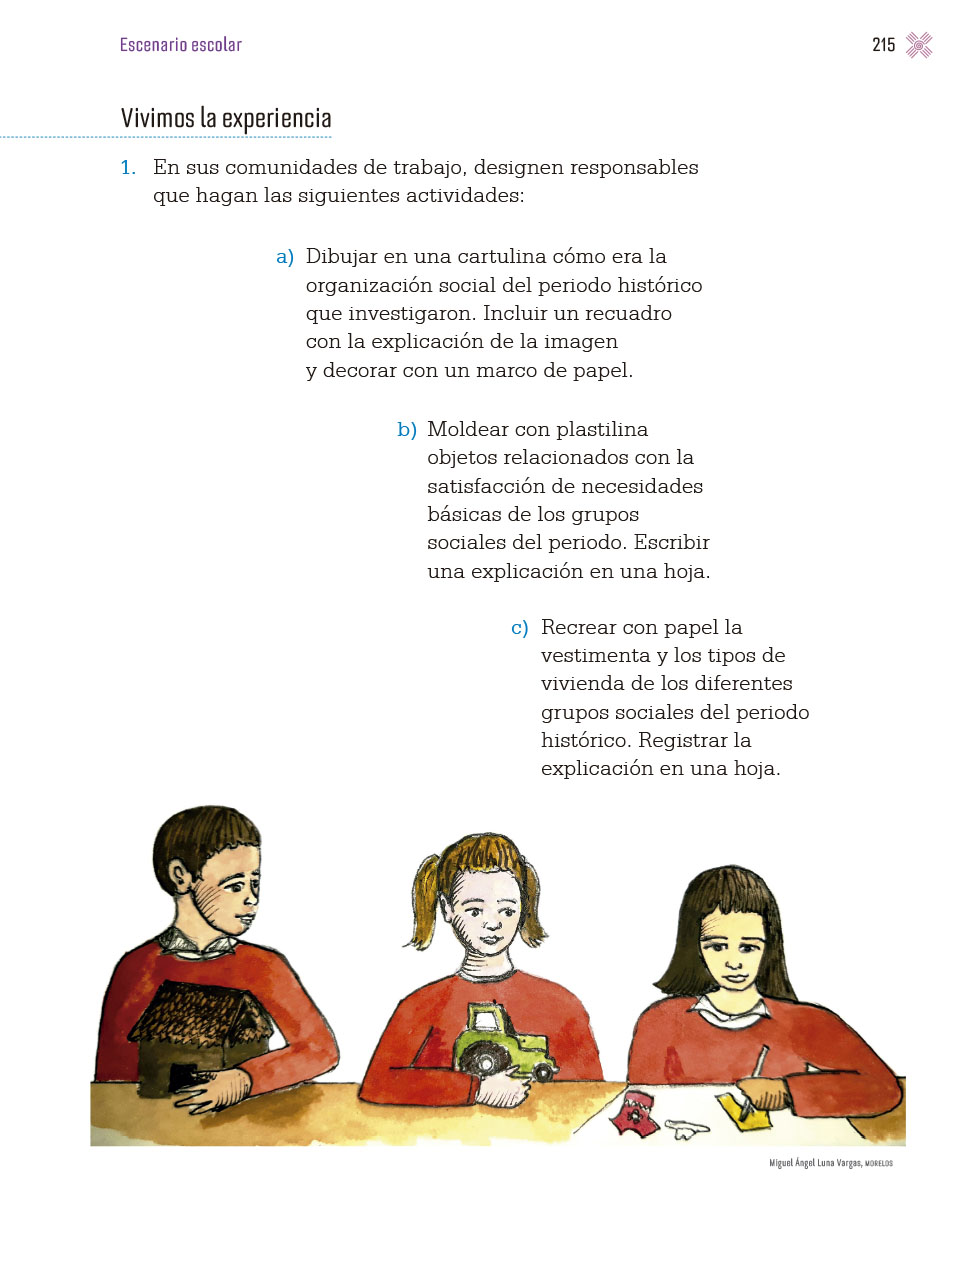 Escenario escolar
215
Vivimos la experiencia
1. En sus comunidades de trabajo, designen responsables
que hagan las siguientes actividades:
a) Dibujar en una cartulina cómo era la
organización social del periodo histórico
que investigaron. Incluir un recuadro
con la explicación de la imagen
y decorar con un marco de papel.
b) Moldear con plastilina
objetos relacionados con la
satisfacción de necesidades
básicas de los grupos
sociales del periodo. Escribir
una explicación en una hoja.
c) Recrear con papel la
vestimenta y los tipos de
vivienda de los diferentes
grupos sociales del periodo
histórico. Registrar la
explicación en una hoja.
Miguel Ángel Luna Vargas, MORELOS